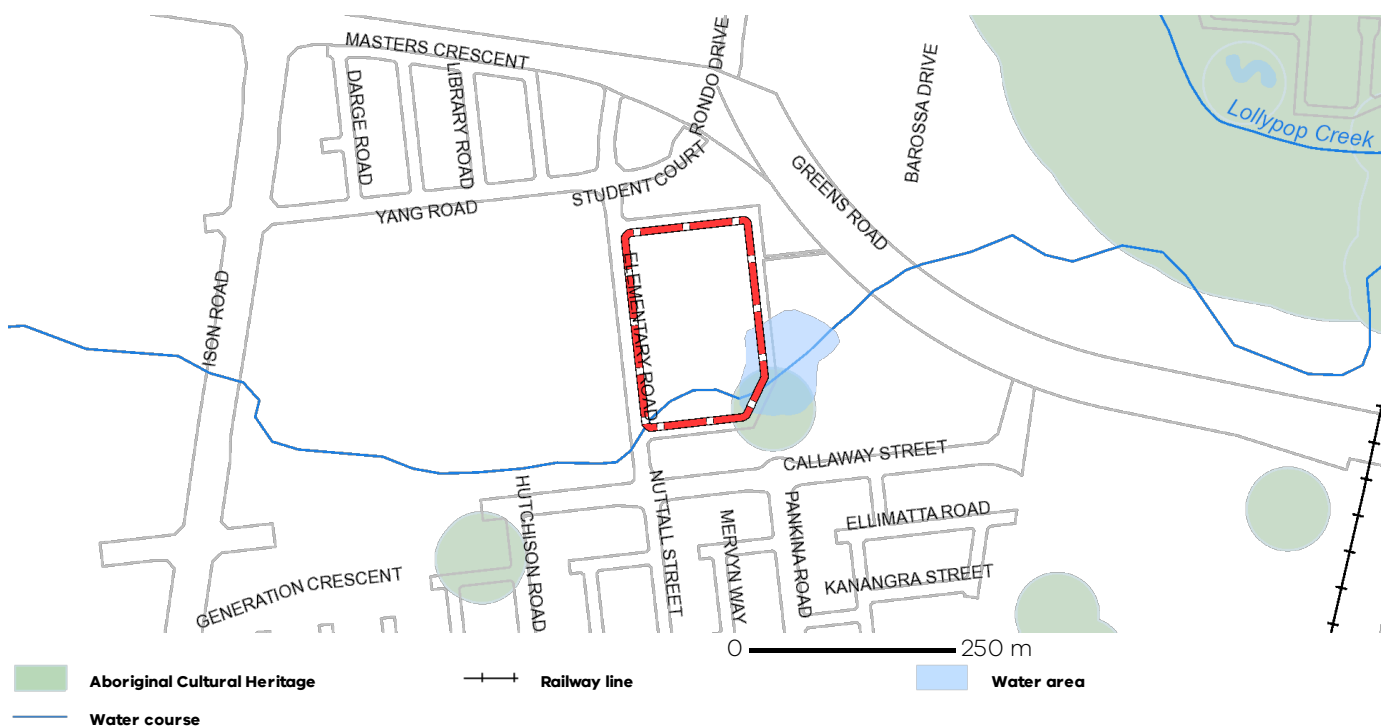 MASTERS CRESCENT
RONDO DRIVE
BAROSSA DRIVE
DARGE ROAD
LIBRARY ROAD
Lollypop Creek
STUDENT COURT
GREENS ROAD
YANG ROAD
ISON ROAD
ELEMENTARY ROAD
CALLAWAY STREET
HUTCHISON ROAD
NUTTALL STREET
MERVYN WAY
PANKINA ROAD
ELLIMATTA ROAD
KANANGRA STREET
GENERATION CRESCENT
0 250 m
Aboriginal Cultural Heritage
Railway line
Water area
Water course